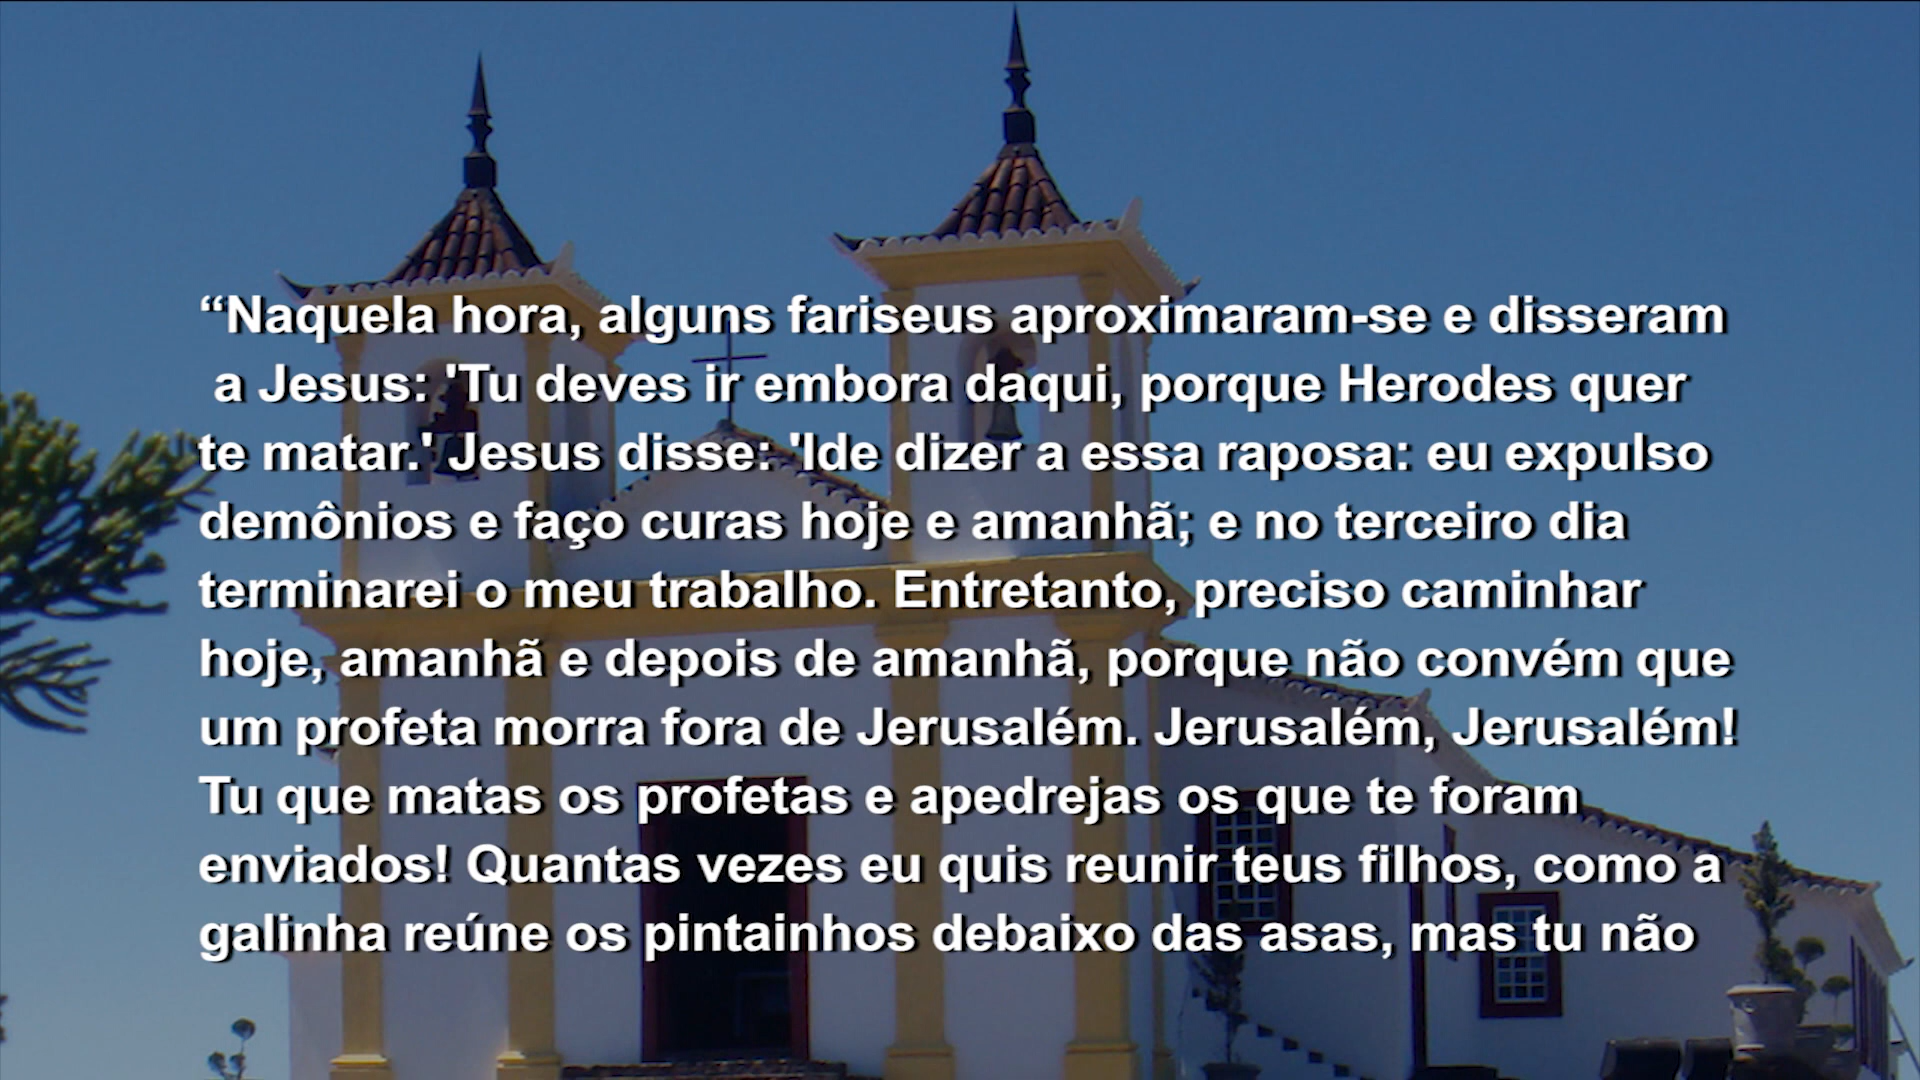 “Naquela hora, alguns fariseus aproximaram-se e disseram
a Jesus: 'Tu deves ir embora daqui, porque Herodes quer
te matar.' Jesus disse: 'Ide dizer a essa raposa: eu expulso
demônios e faço curas hoje e amanhã; e no terceiro dia
terminarei o meu trabalho. Entretanto, preciso caminhar
hoje, amanhã e depois de amanhã, porque não convém que
um profeta morra fora de Jerusalém. Jerusalém, Jerusalém!
Tu que matas os profetas e apedrejas os que te foram
enviados! Quantas vezes eu quis reunir teus filhos, como a
galinha reúne os pintainhos debaixo das asas, mas tu não